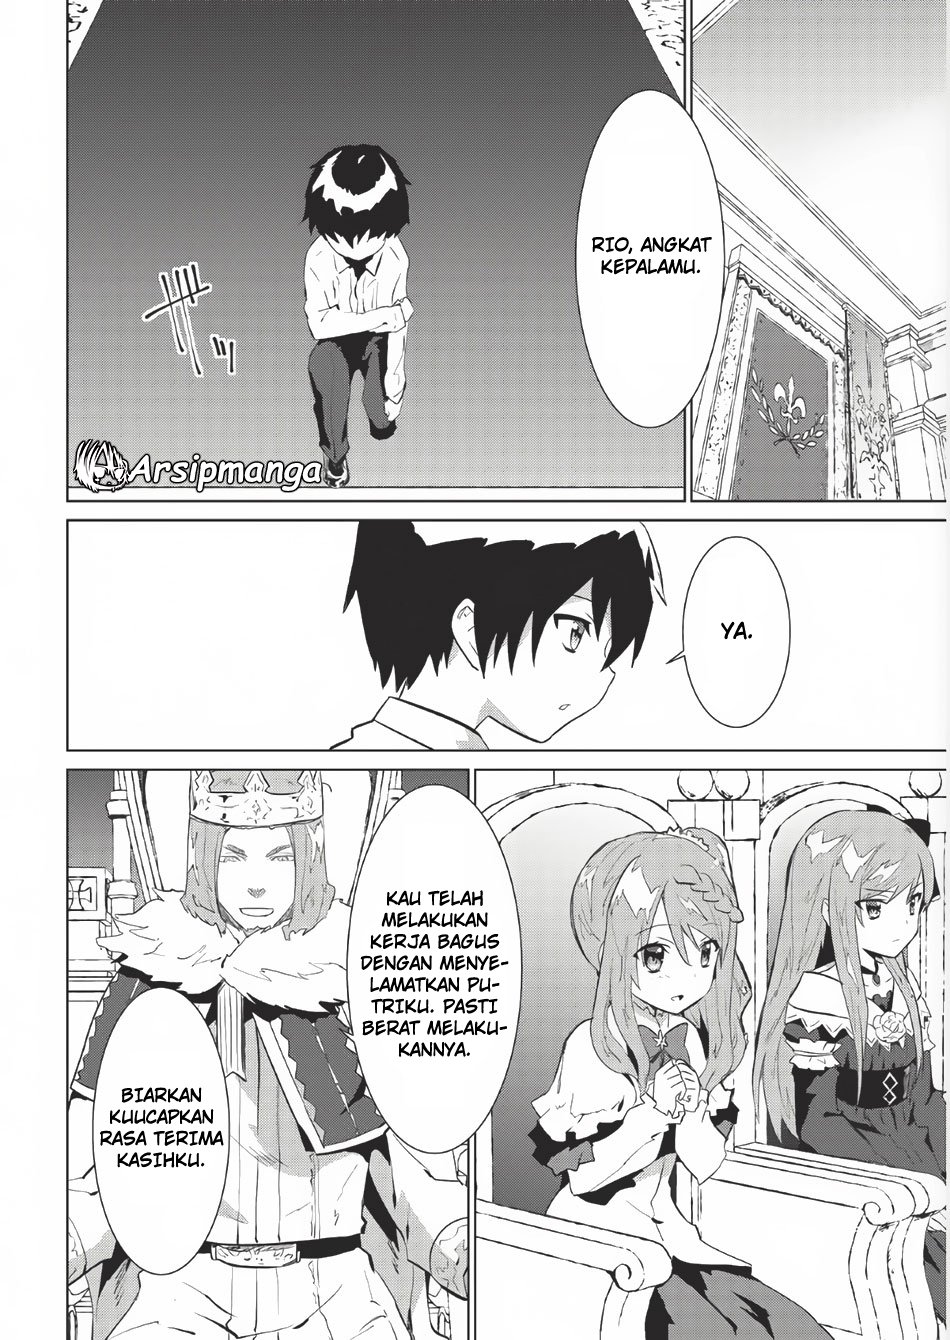 RIO, ANGKAT
KEPALAMU.
Arsipmanga
YA.
KAU TELAH
MELAKUKAN
KERJA BAGUS
DENGAN MENYE-
LAMATKAN PU-
TRIKU. PASTI
BERAT MELAKU-
KANNYA.
BIARKAN
KUUCAPKAN
RASA TERIMA
KASIHKU.